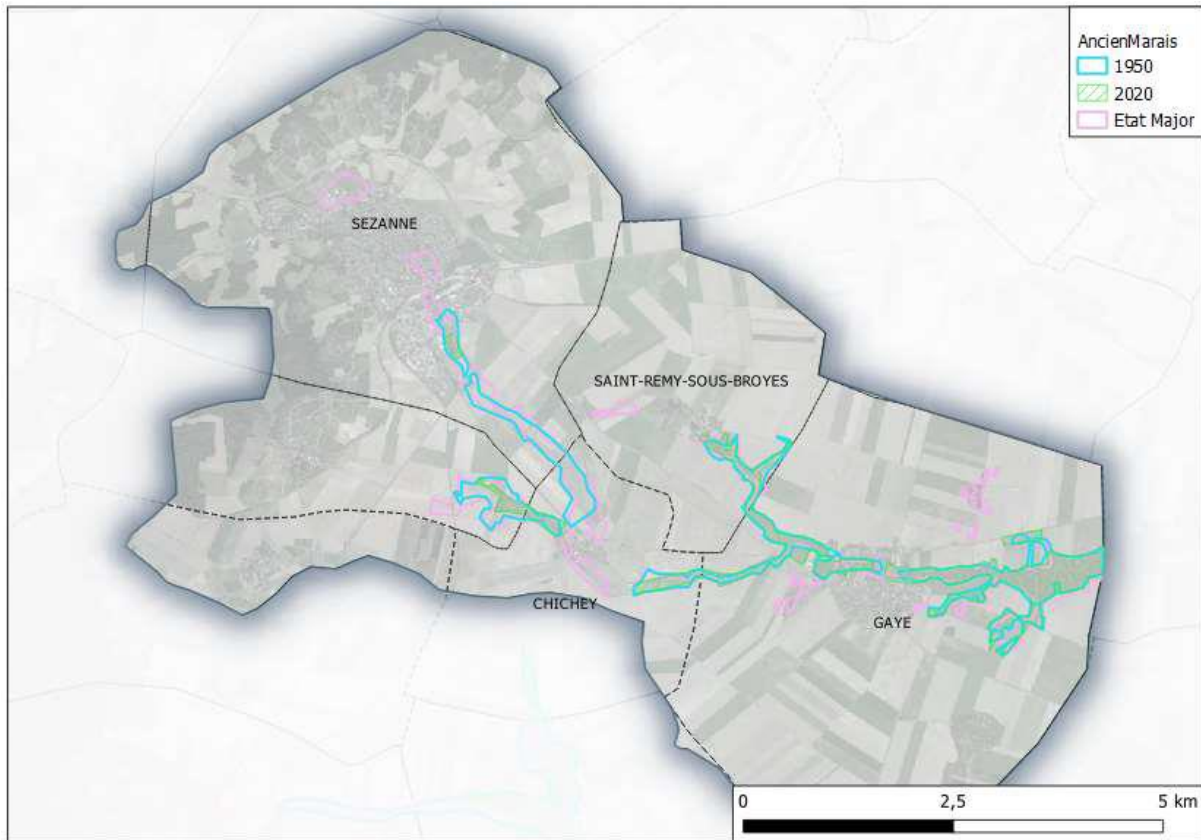 AncienMarais
1950
2020
Etat Major
SEZANNE
SAINT-REMY-SOUS-BROYES
CHICHEY
GAYE
0 2,5 5 km